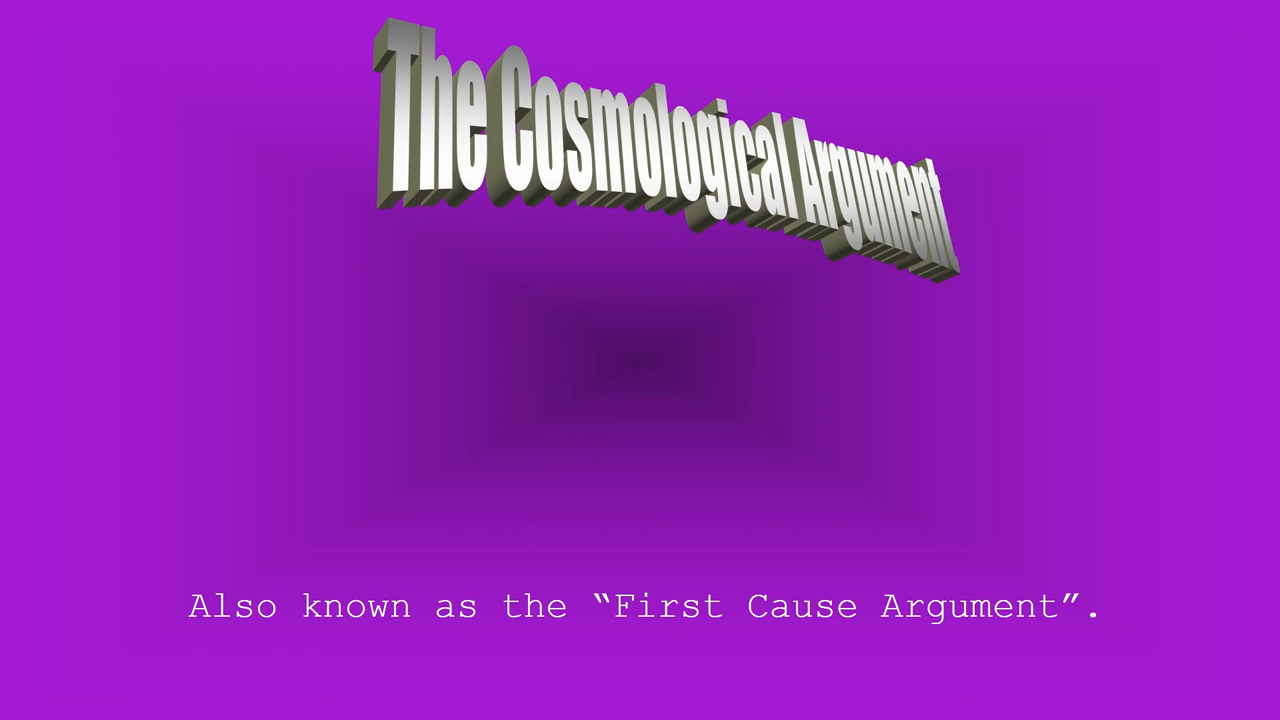 The Cosmological Argument
Also known as the “First Cause Argument”.